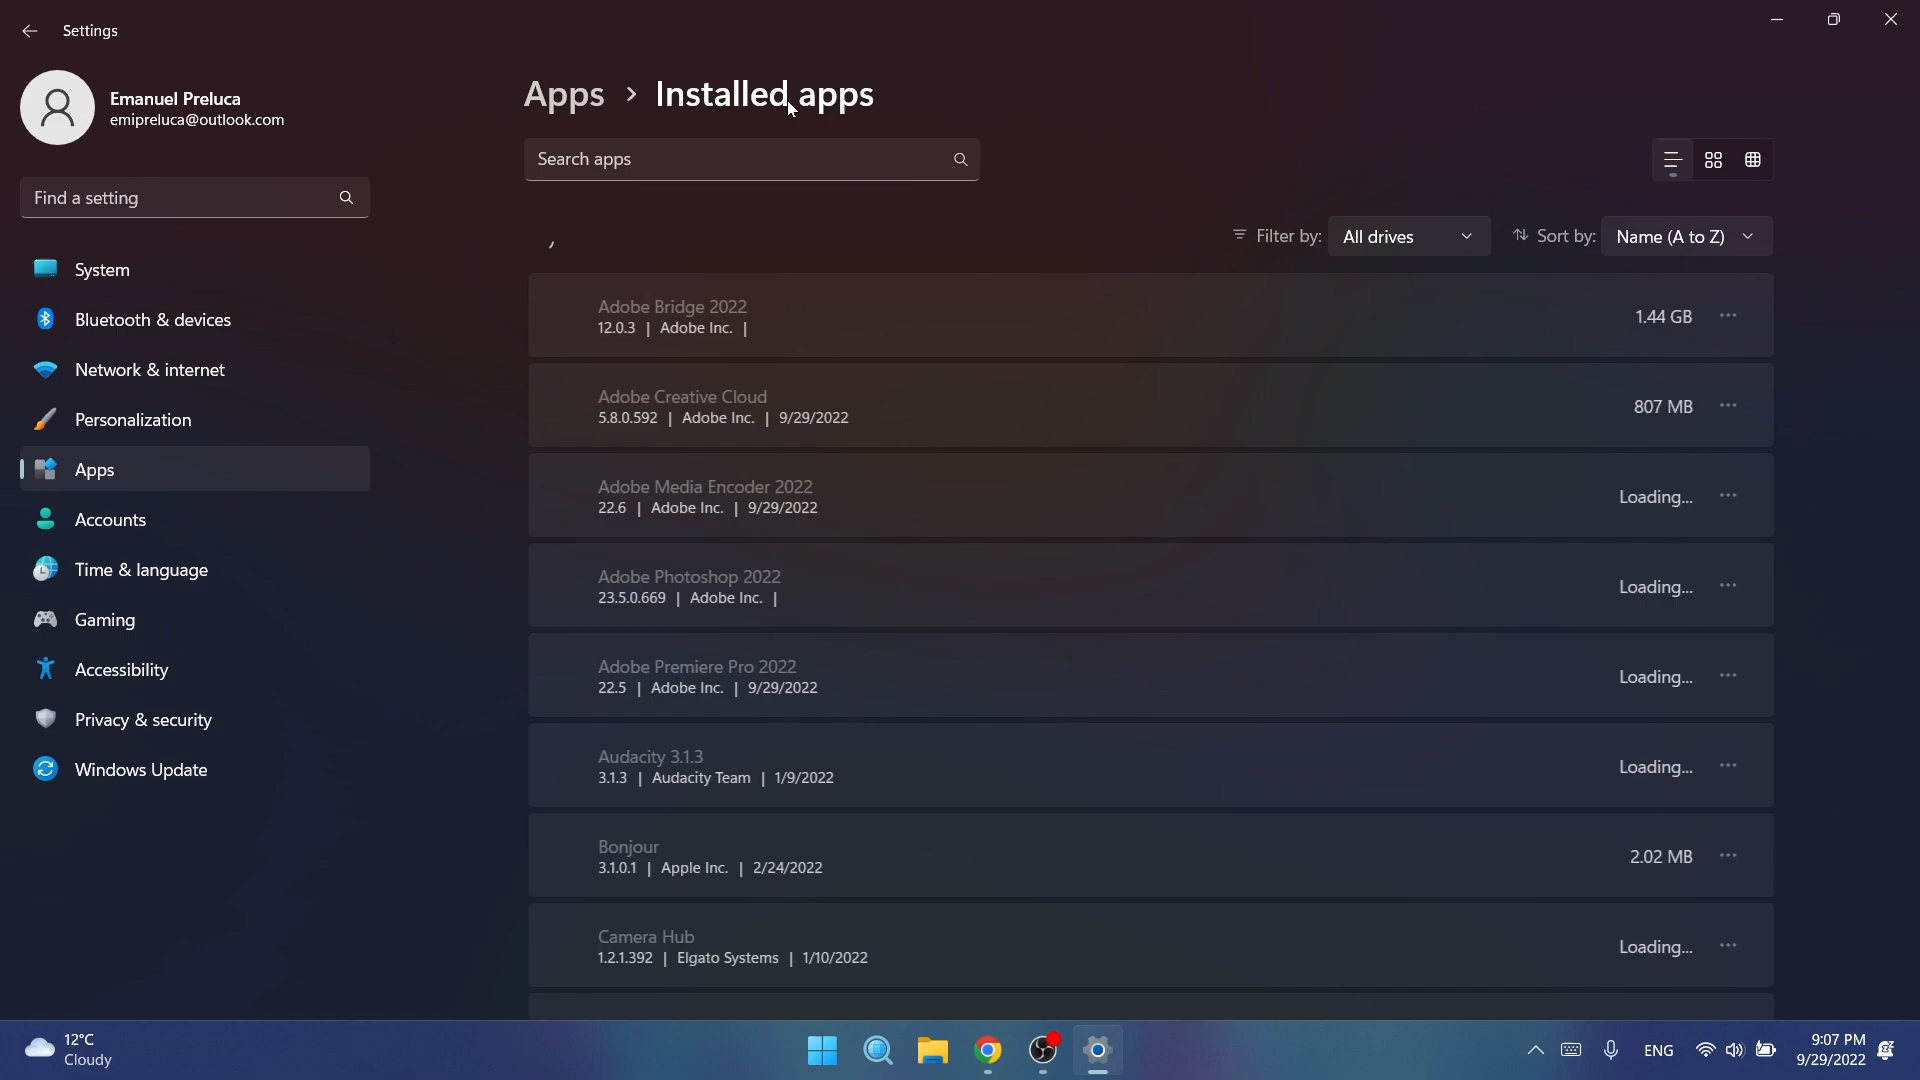 Settings
Emanuel Preluca
emipreluca@outlook.com
Find a setting
System
Bluetooth & devices
Network & internet
Personalization
Apps
Accounts
Time & language
Gaming
Accessibility
Privacy & security
Windows Update
Apps > Installed apps
Search apps
Filter by: All drives Sort by: Name (A to Z)
Adobe Bridge 2022
12.0.3 | Adobe Inc. |
1.44 GB
Adobe Creative Cloud
5.8.0.592 | Adobe Inc. | 9/29/2022
807 MB
Adobe Media Encoder 2022
22.6 | Adobe Inc. | 9/29/2022
Loading...
Adobe Photoshop 2022
23.5.0.669 | Adobe Inc. |
Loading...
Adobe Premiere Pro 2022
22.5 | Adobe Inc. | 9/29/2022
Loading...
Audacity 3.1.3
3.1.3 | Audacity Team | 1/9/2022
Loading...
Bonjour
3.1.0.1 | Apple Inc. | 2/24/2022
2.02 MB
Camera Hub
1.2.1.392 | Elgato Systems | 1/10/2022
Loading...
12°C
Cloudy
ENG
9:07 PM
9/29/2022